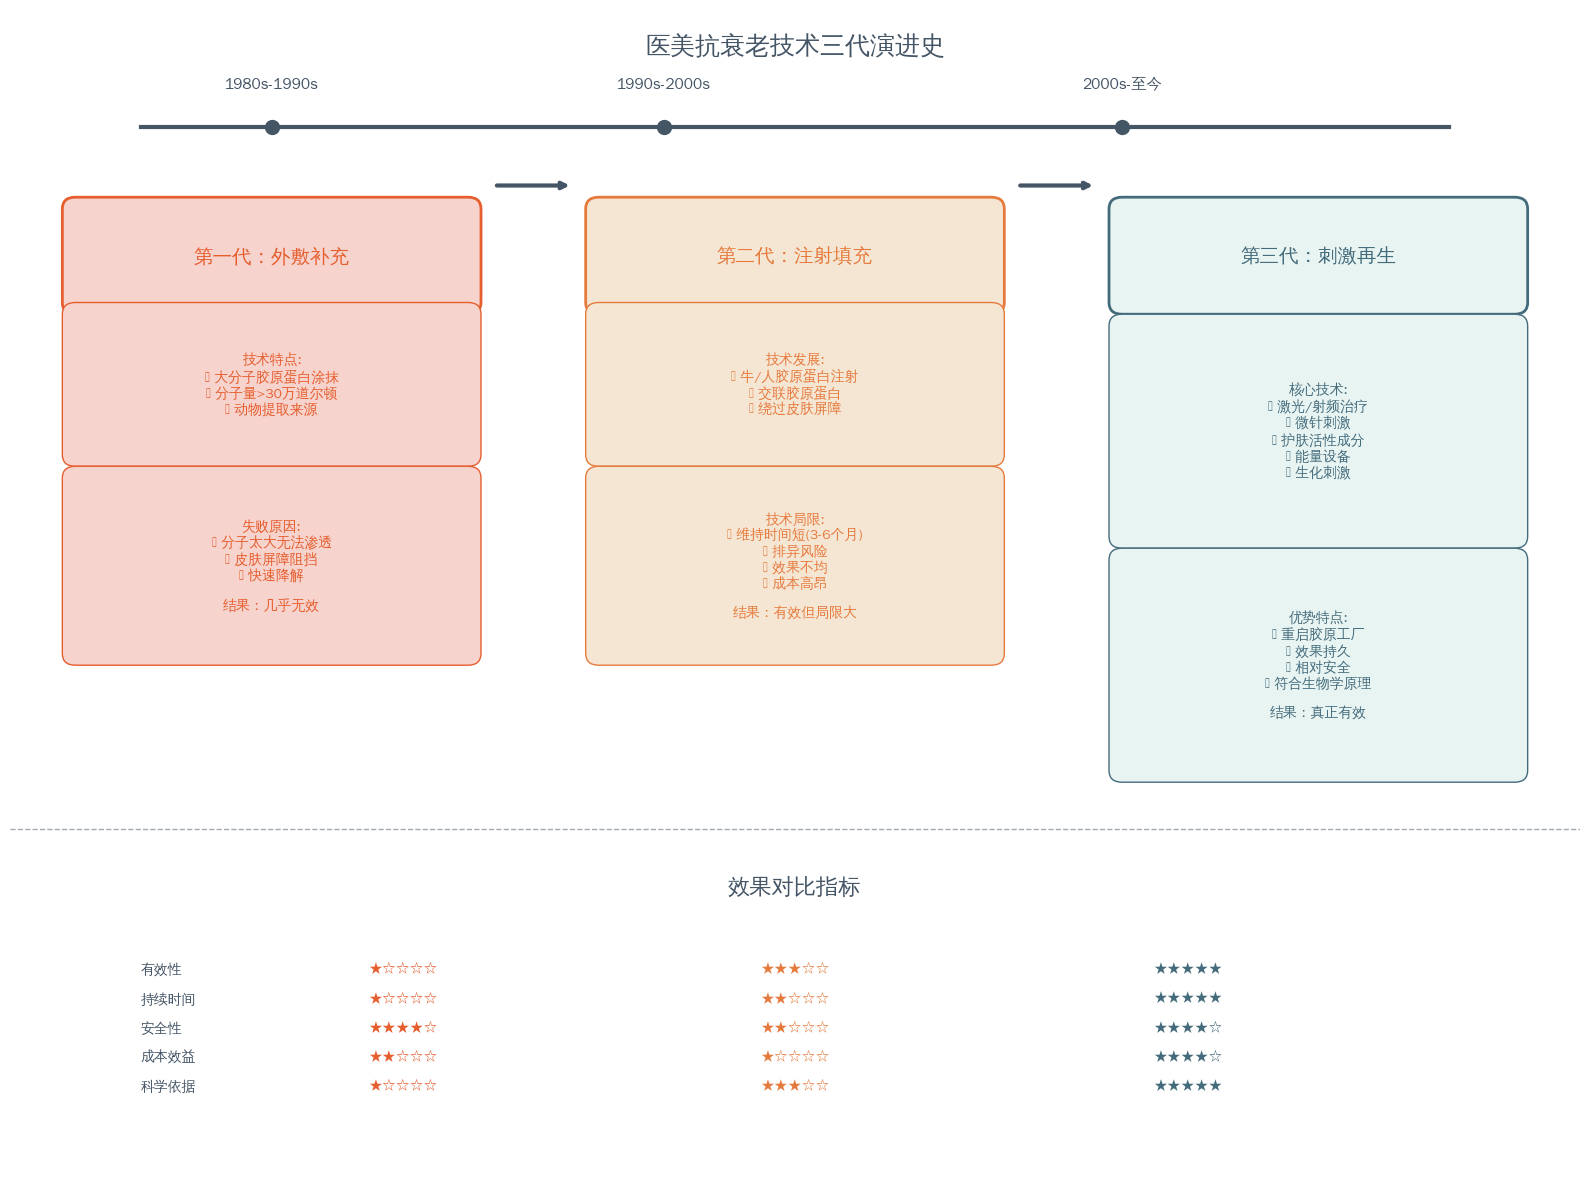 医美抗衰老技术三代演进史
1980s-1990s
1990s-2000s
2000s-至今
第一代：外敷补充
技术特点:
▯ 大分子胶原蛋白涂抹
▯ 分子量>30万道尔顿
▯ 动物提取来源
失败原因:
▯ 分子太大无法渗透
▯ 皮肤屏障阻挡
▯ 快速降解
结果：几乎无效
第二代：注射填充
技术发展:
▯ 牛/人胶原蛋白注射
▯ 交联胶原蛋白
▯ 绕过皮肤屏障
技术局限:
▯ 维持时间短(3-6个月)
▯ 排异风险
▯ 效果不均
▯ 成本高昂
结果：有效但局限大
第三代：刺激再生
核心技术:
▯ 激光/射频治疗
▯ 微针刺激
▯ 护肤活性成分
▯ 能量设备
▯ 生化刺激
优势特点:
▯ 重启胶原工厂
▯ 效果持久
▯ 相对安全
▯ 符合生物学原理
结果：真正有效
效果对比指标
有效性 ★☆☆☆☆ ★★★☆☆ ★★★★★
持续时间 ★☆☆☆☆ ★★☆☆☆ ★★★★★
安全性 ★★★★☆ ★★☆☆☆ ★★★★☆
成本效益 ★★☆☆☆ ★☆☆☆☆ ★★★★☆
科学依据 ★☆☆☆☆ ★★★☆☆ ★★★★★